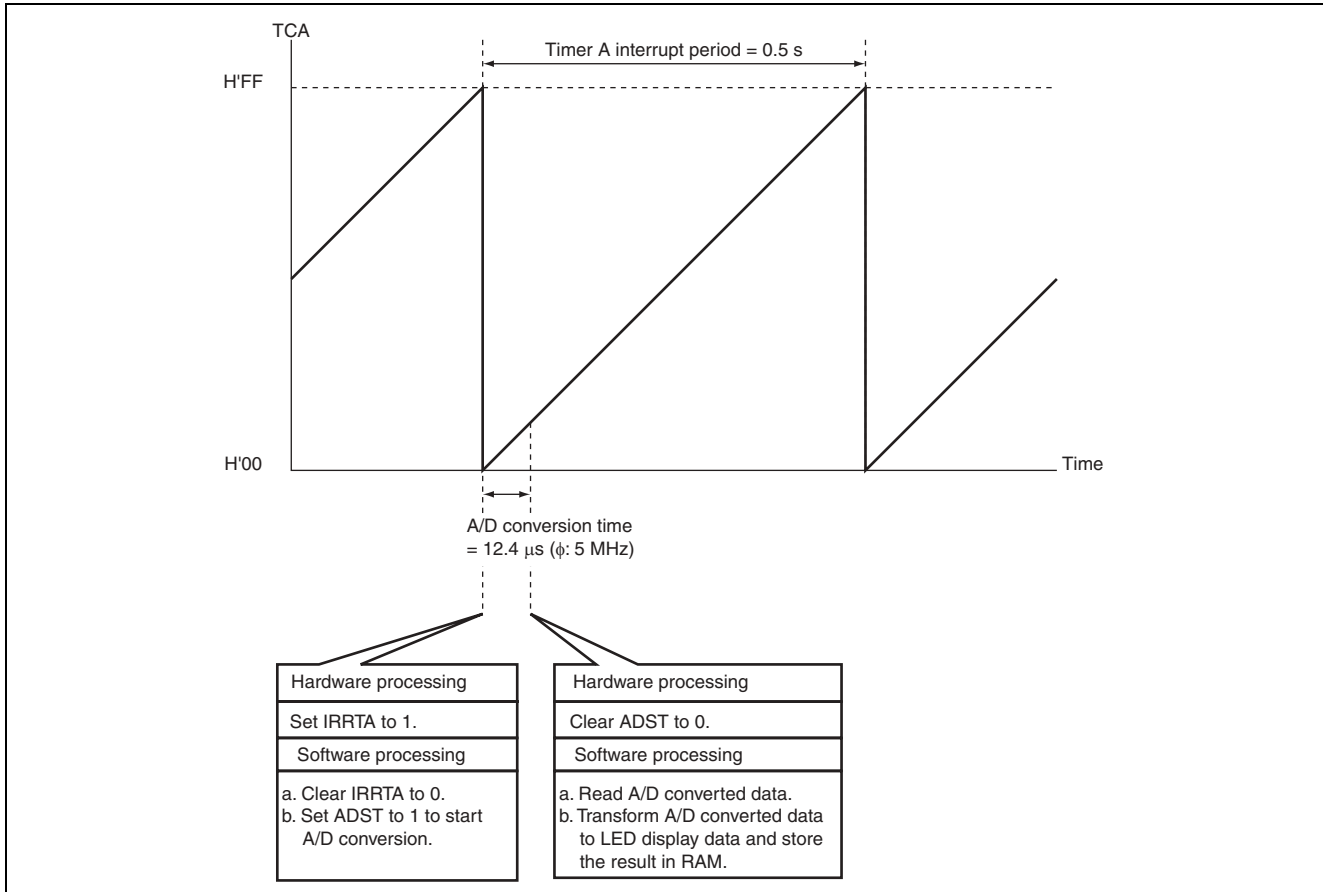 TCA
Timer A interrupt period = 0.5 s
H'FF
H'00
Time
A/D conversion time
= 12.4 μs (ϕ: 5 MHz)
Hardware processing
Set IRRTA to 1.
Software processing
a. Clear IRRTA to 0.
b. Set ADST to 1 to start
A/D conversion.
Hardware processing
Clear ADST to 0.
Software processing
a. Read A/D converted data.
b. Transform A/D converted data
to LED display data and store
the result in RAM.